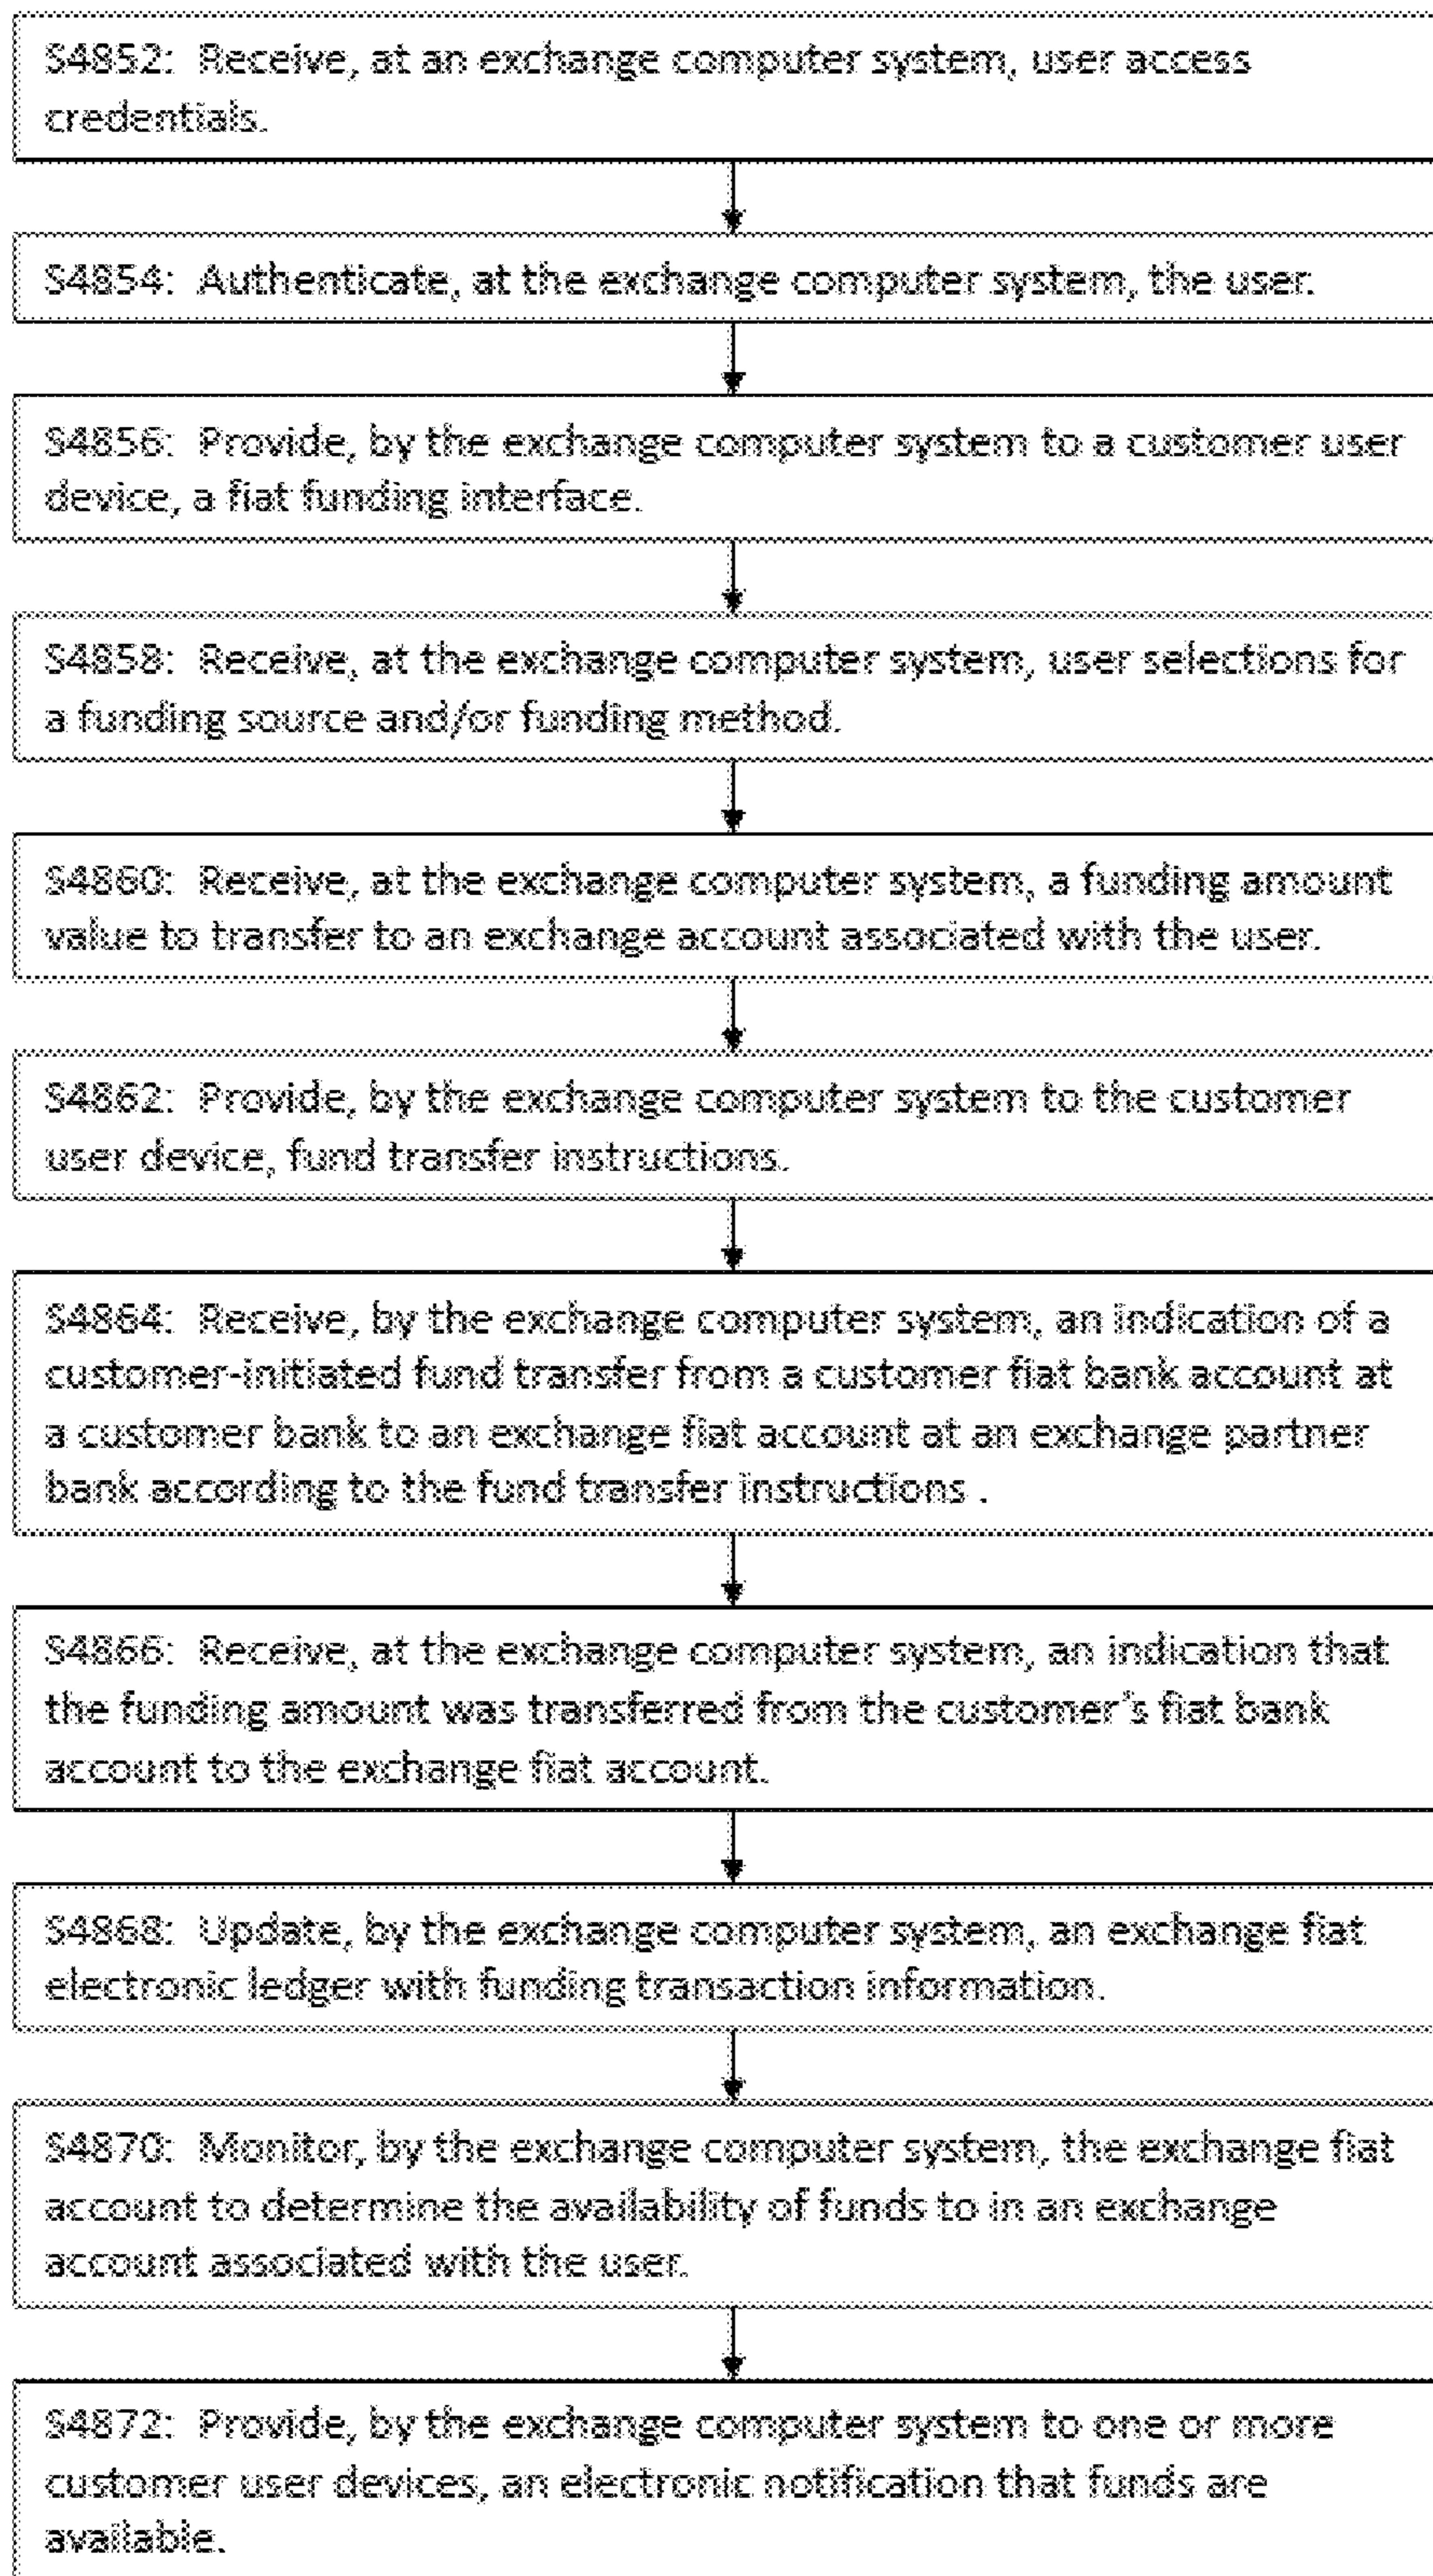 S4852: Receive, at an exchange computer system, user access
credentials.
S4854: Authenticate, at the exchange computer system, the user.
S4856: Provide, by the exchange computer system to a customer user
device, a fiat funding interface.
S4858: Receive, at the exchange computer system, user selections for
a funding source and/or funding method.
S4860: Receive, at the exchange computer system, a funding amount
value to transfer to an exchange account associated with the user.
S4862: Provide, by the exchange computer system to the customer
user device, fund transfer instructions.
S4864: Receive, by the exchange computer system, an indication of a
customer-initiated fund transfer from a customer fiat bank account at
a customer bank to an exchange fiat account at an exchange partner
bank according to the fund transfer instructions .
S4866: Receive, at the exchange computer system, an indication that
the funding amount was transferred from the customer's fiat bank
account to the exchange fiat account.
S4868: Update, by the exchange computer system, an exchange fiat
electronic ledger with funding transaction information.
S4870: Monitor, by the exchange computer system, the exchange fiat
account to determine the availability of funds to in an exchange
account associated with the user.
S4872: Provide, by the exchange computer system to one or more
customer user devices, an electronic notification that funds are
available.